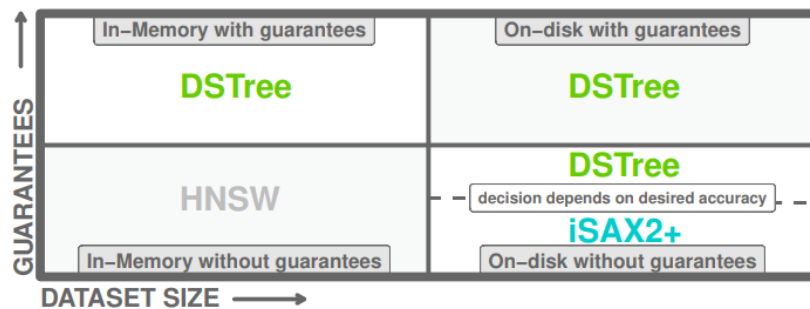 In-Memory with guarantees
On-disk with guarantees
DSTree
DSTree
GUARANTEES
HNSW
DSTree
decision depends on desired accuracy
iSAX2+
In-Memory without guarantees
On-disk without guarantees
DATASET SIZE